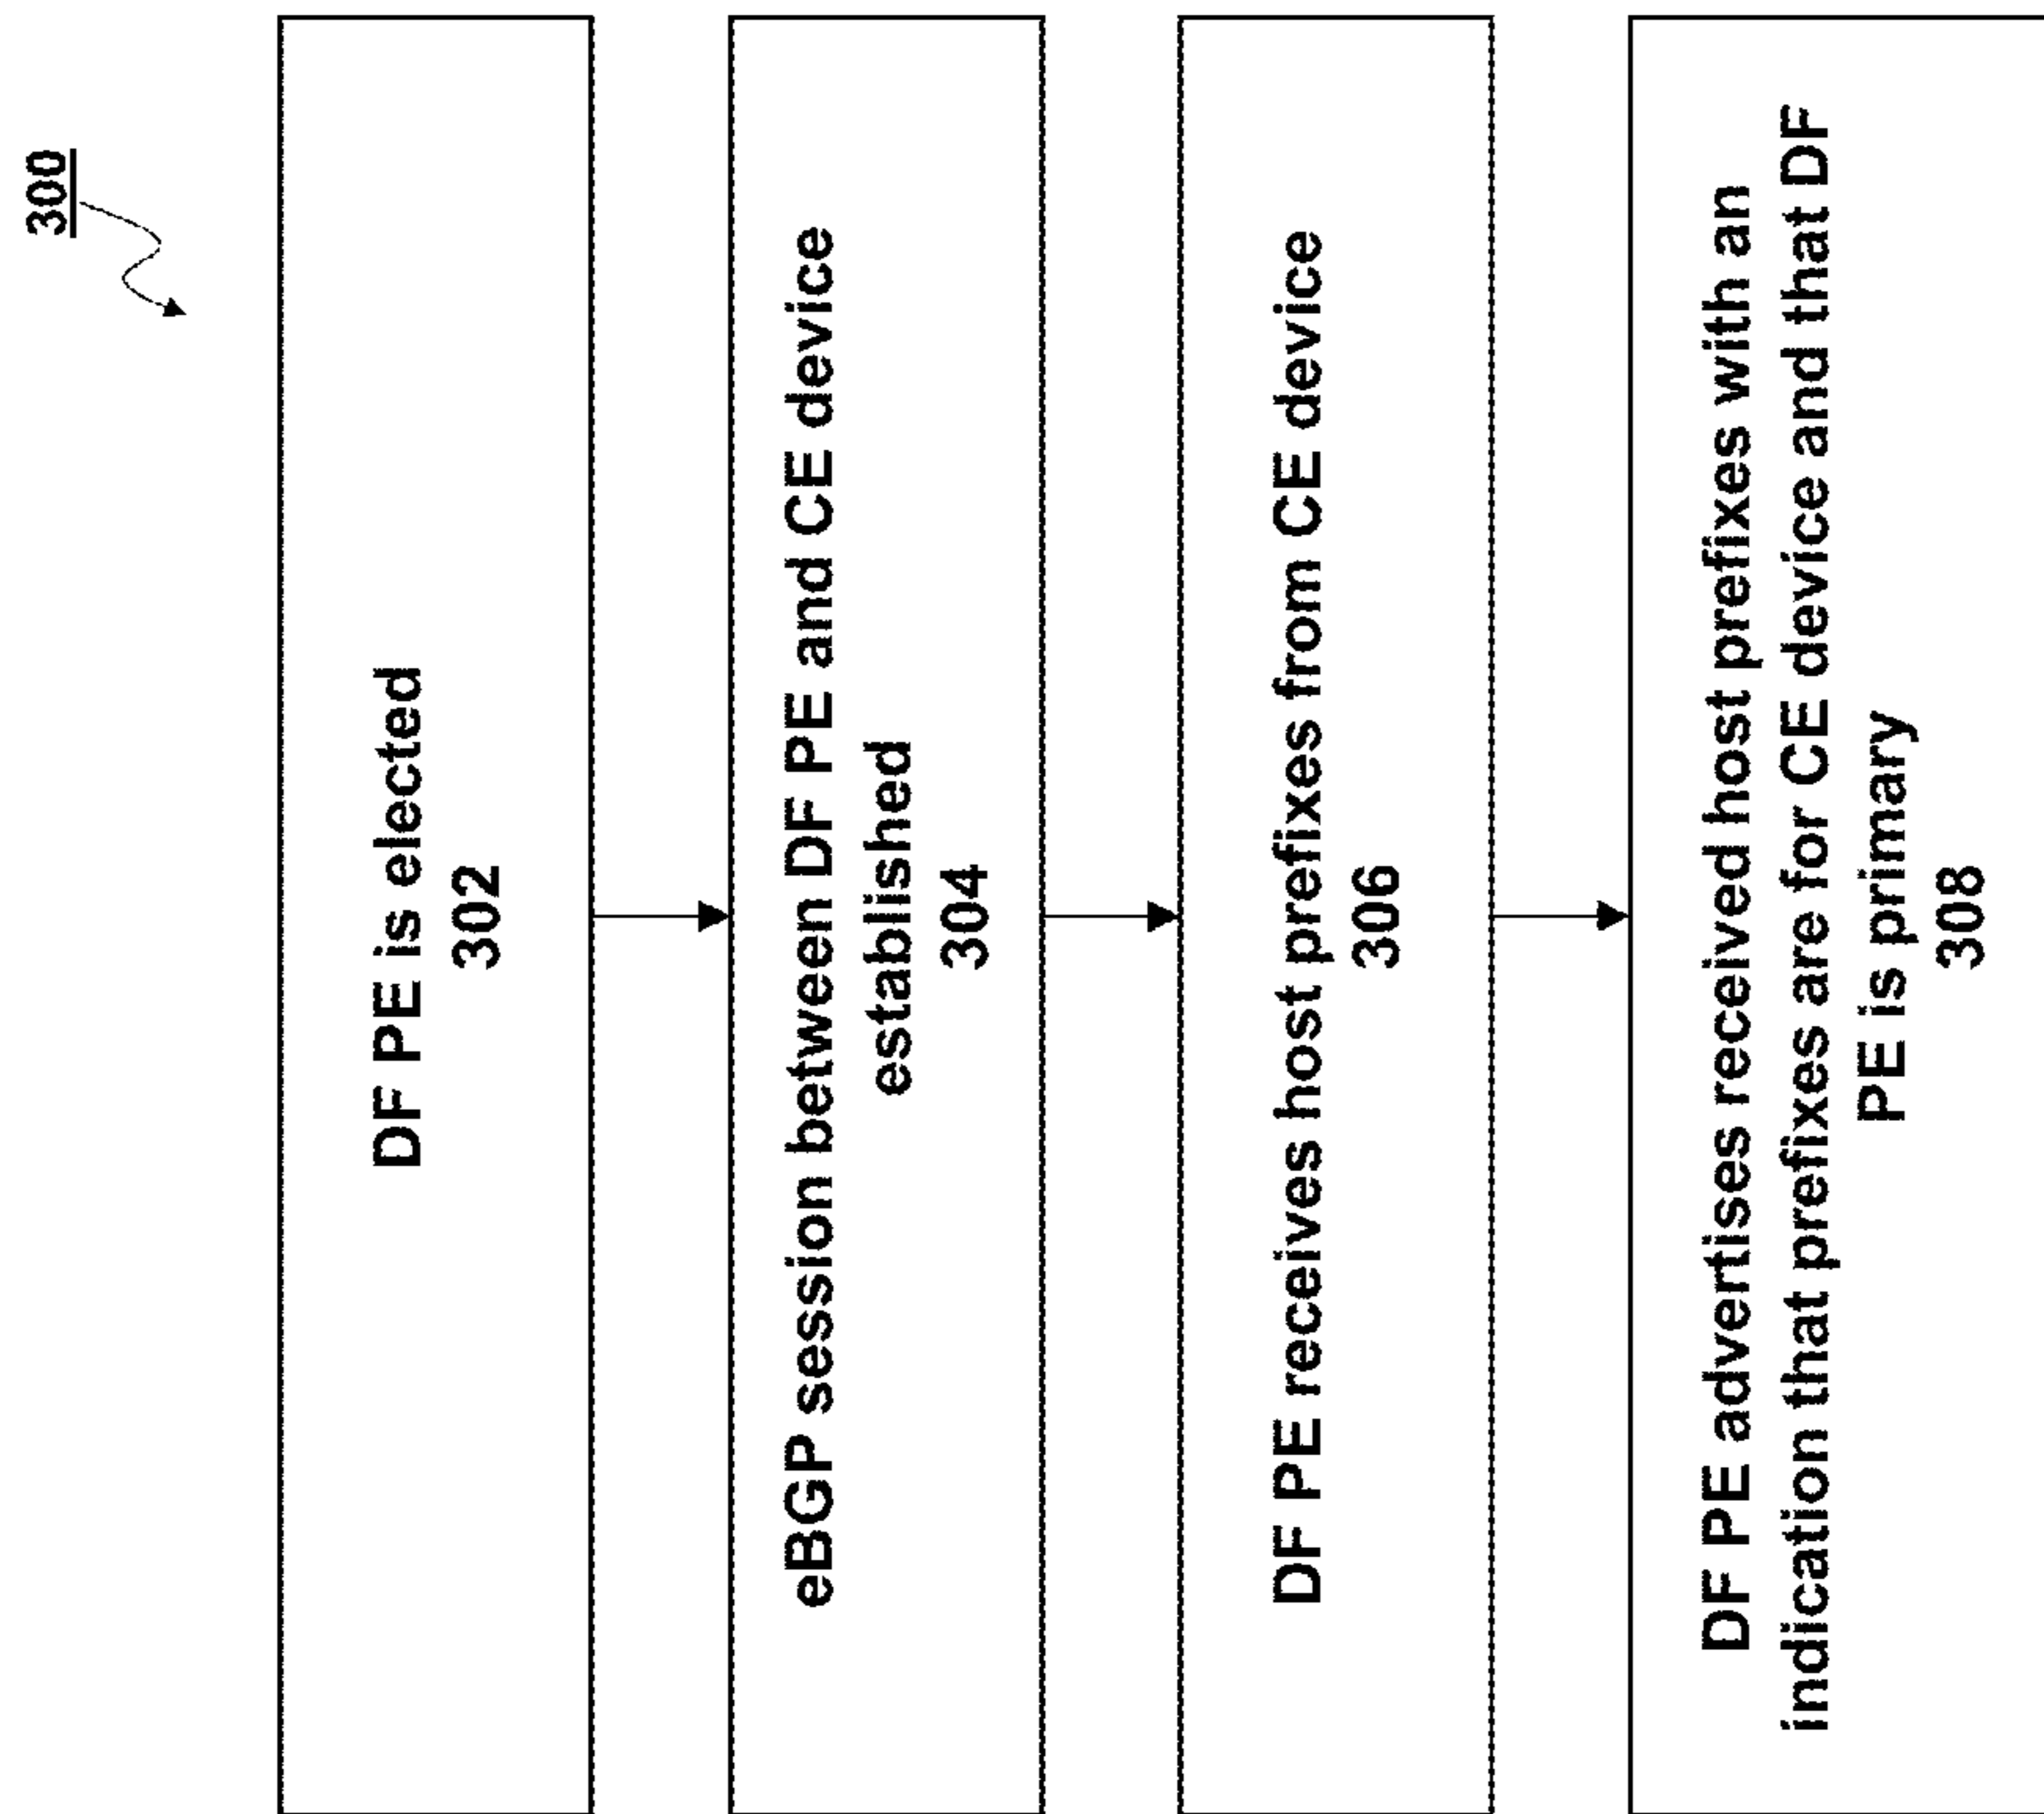 300
DF PE is elected
302
eBGP session between DF PE and CE device
established
304
DF PE receives host prefixes from CE device
306
DF PE advertises received host prefixes with an
indication that prefixes are for CE device and that DF
PE is primary
308